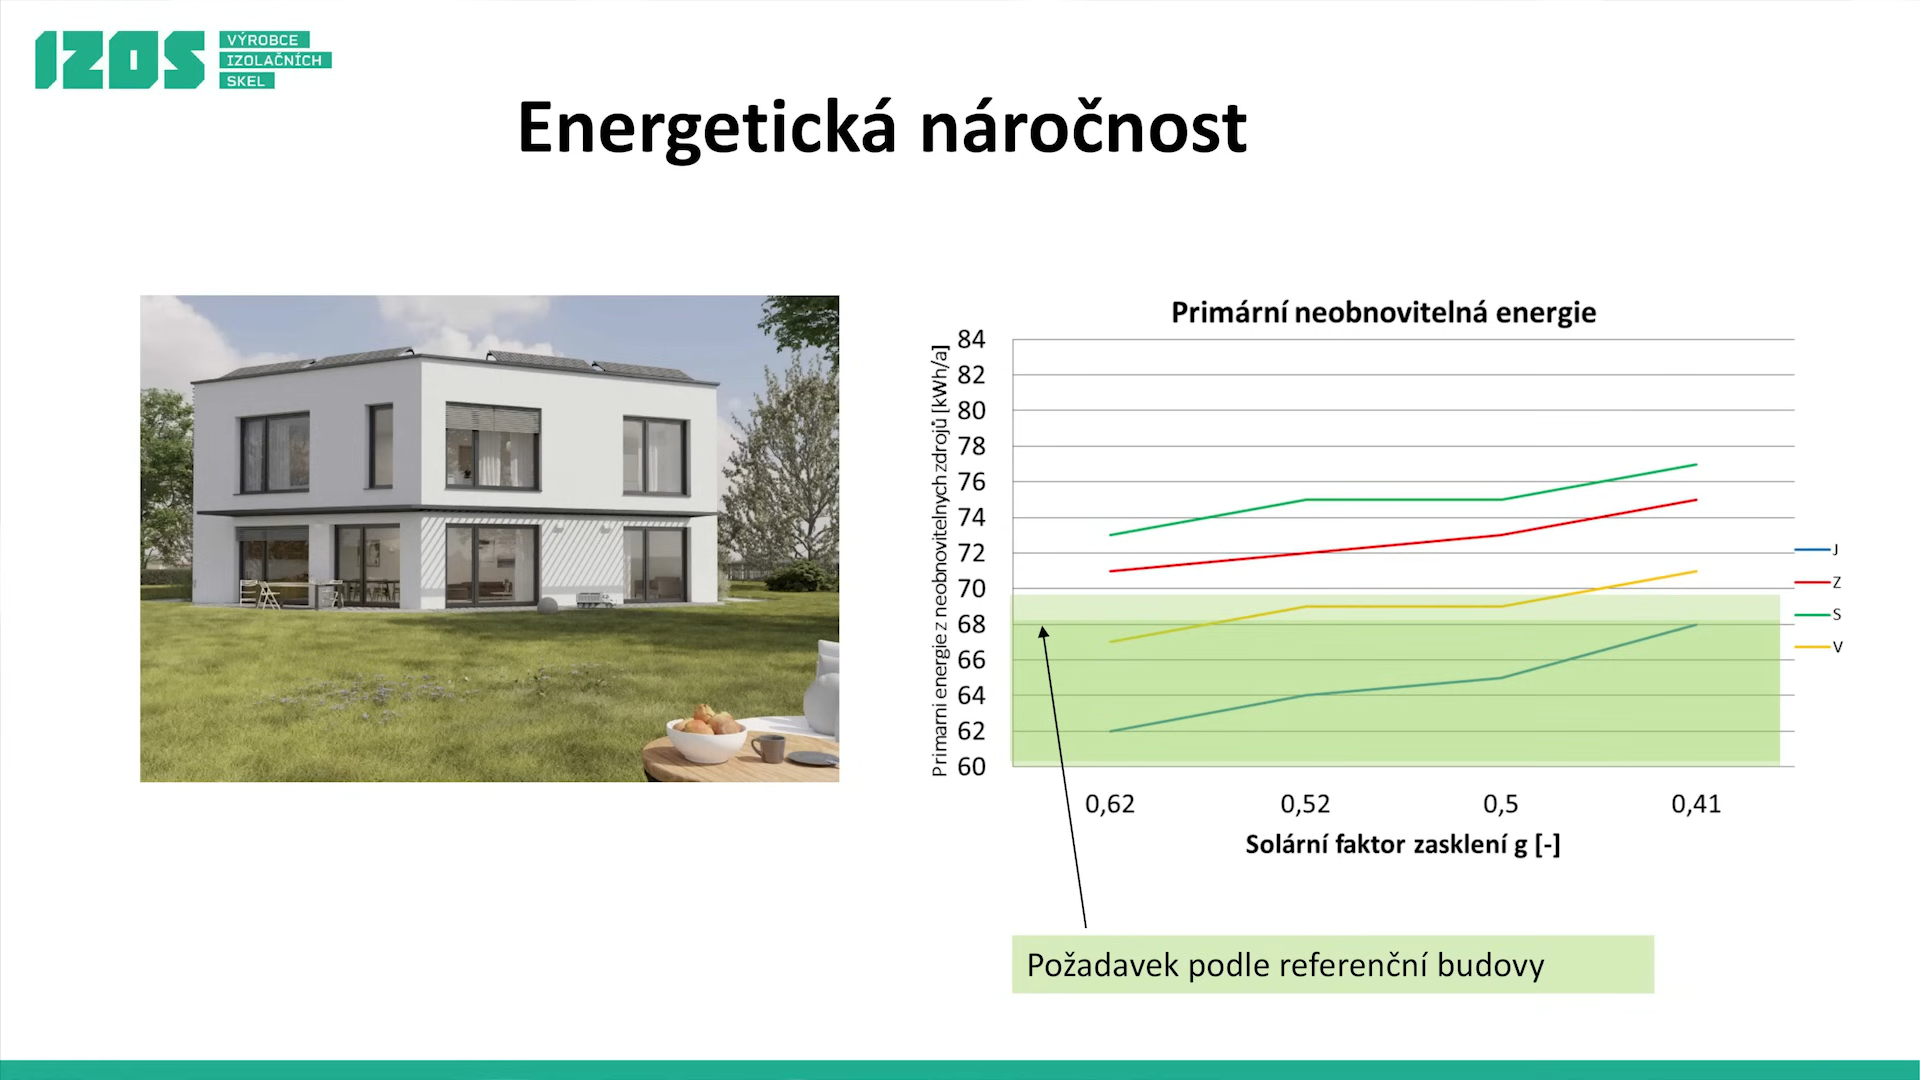 IZOS
VÝROBCE
IZOLAČNÍCH
SKEL
Energetická náročnost
Primární neobnovitelná energie
Primarni energie z neobnovitelnych zdrojů [kWh/a]
84
82
80
78
76
74
72
70
68
66
64
62
60
0,62 0,52 0,5 0,41
Solární faktor zasklení g [-]
J
Z
S
V
Požadavek podle referenční budovy